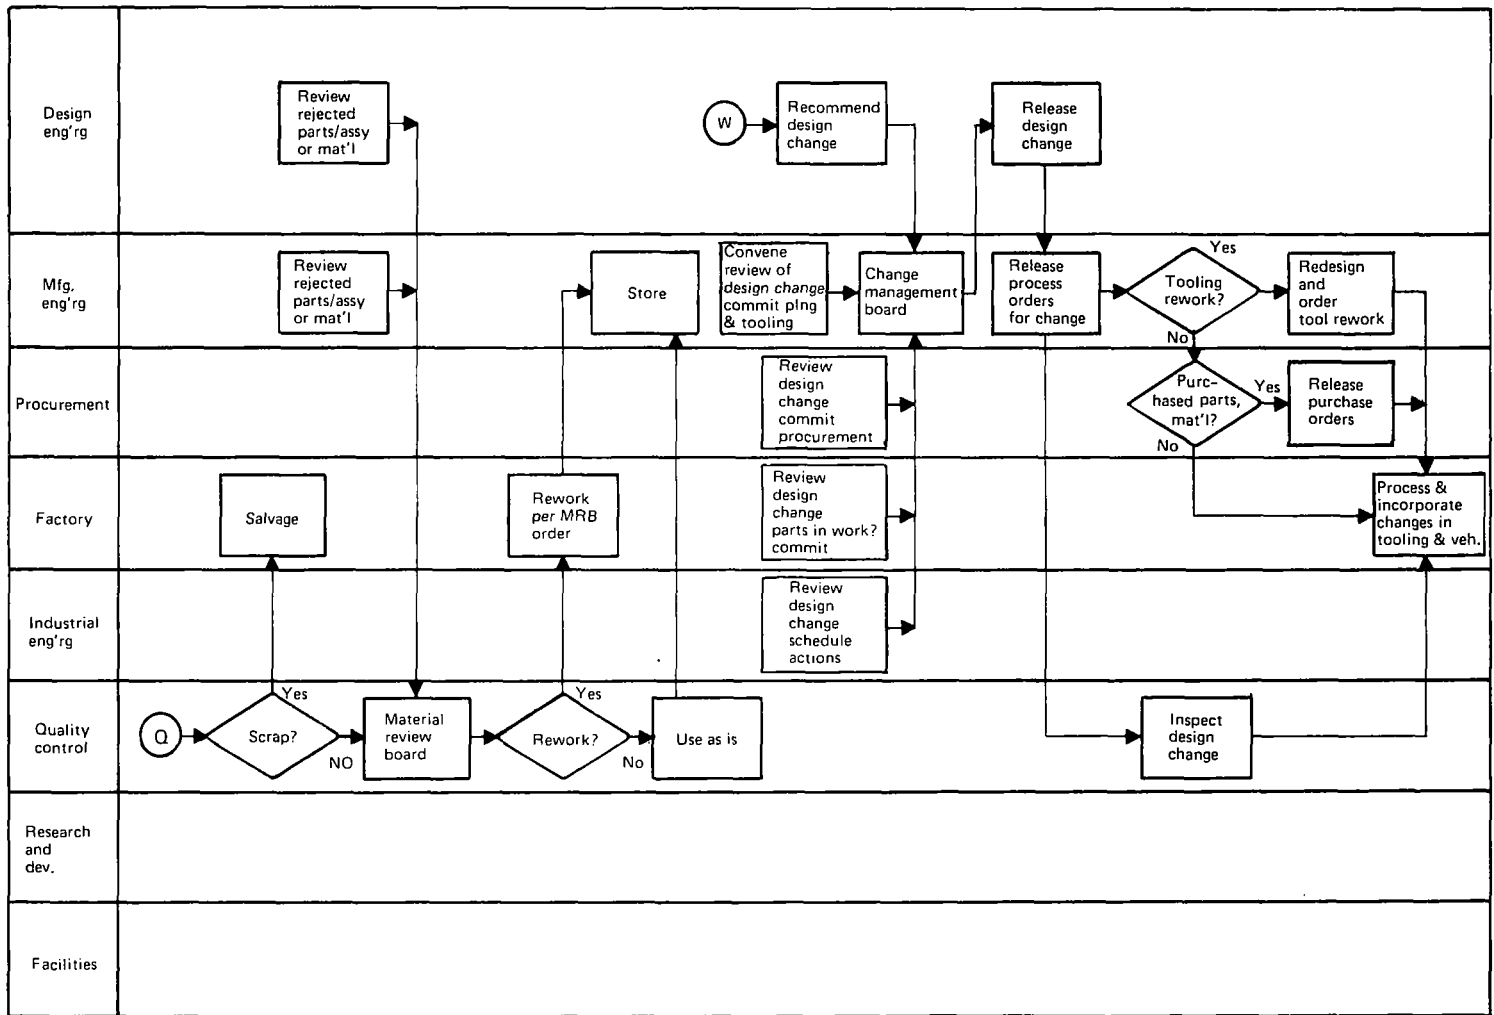 Design
eng'rg
Review
rejected
parts/assy
or mat'l
W
Recommend
design
change
Release
design
change
Mfg.
eng'rg
Review
rejected
parts/assy
or mat'l
Store
Convene
review of
design change
commit plng
& tooling
Change
management
board
Release
process
orders
for change
Tooling
rework?
Yes
No
Redesign
and
order
tool rework
Procurement
Review
design
change
commit
procurement
Purc-
hased parts,
mat'l?
Yes
No
Release
purchase
orders
Factory
Salvage
Rework
per MRB
order
Review
design
change
parts in work?
commit
Process &
incorporate
changes in
tooling & veh.
Industrial
eng'rg
Review
design
change
schedule
actions
Quality
control
Q
Scrap?
Yes
NO
Material
review
board
Rework?
Yes
No
Use as is
Inspect
design
change
Research
and
dev.
Facilities